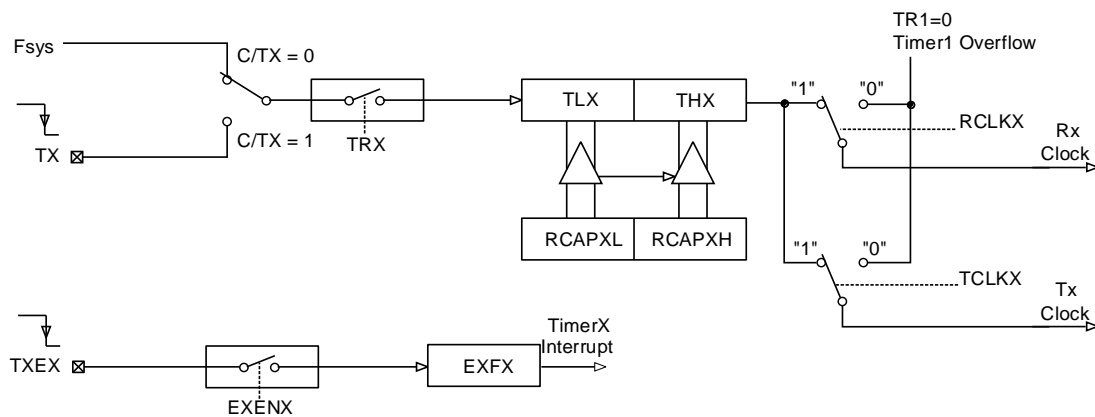 TR1=0
Timer1 Overflow
Fsys
C/TX = 0
"1"
"0"
TLX
THX
C/TX = 1
TRX
RCLKX
TX
Rx
Clock
RCAPXL
RCAPXH
"1"
"0"
TCLKX
Tx
Clock
TimerX
Interrupt
TXEX
EXFX
EXENX